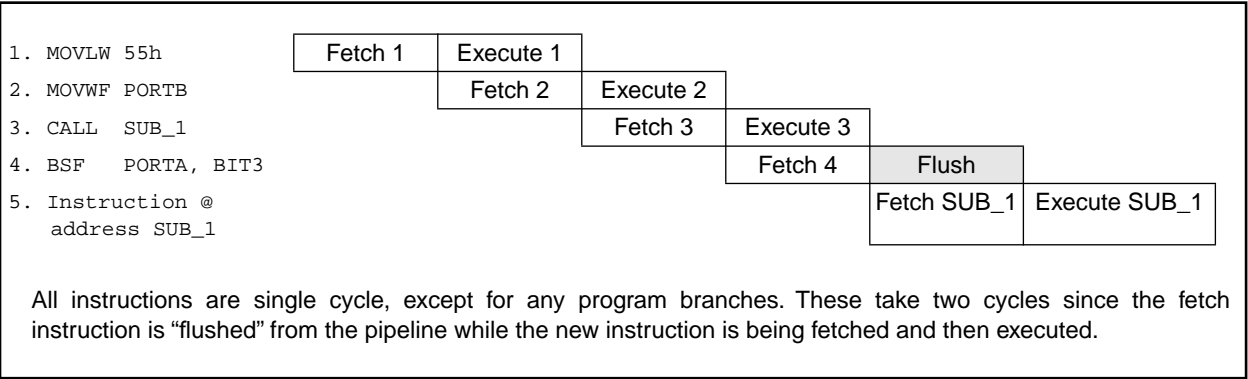 1. MOVLW 55h Fetch 1 Execute 1
2. MOVWF PORTB Fetch 2 Execute 2
3. CALL SUB_1 Fetch 3 Execute 3
4. BSF PORTA, BIT3 Fetch 4 Flush
5. Instruction @ Fetch SUB_1 Execute SUB_1
address SUB_1
All instructions are single cycle, except for any program branches. These take two cycles since the fetch
instruction is “flushed” from the pipeline while the new instruction is being fetched and then executed.